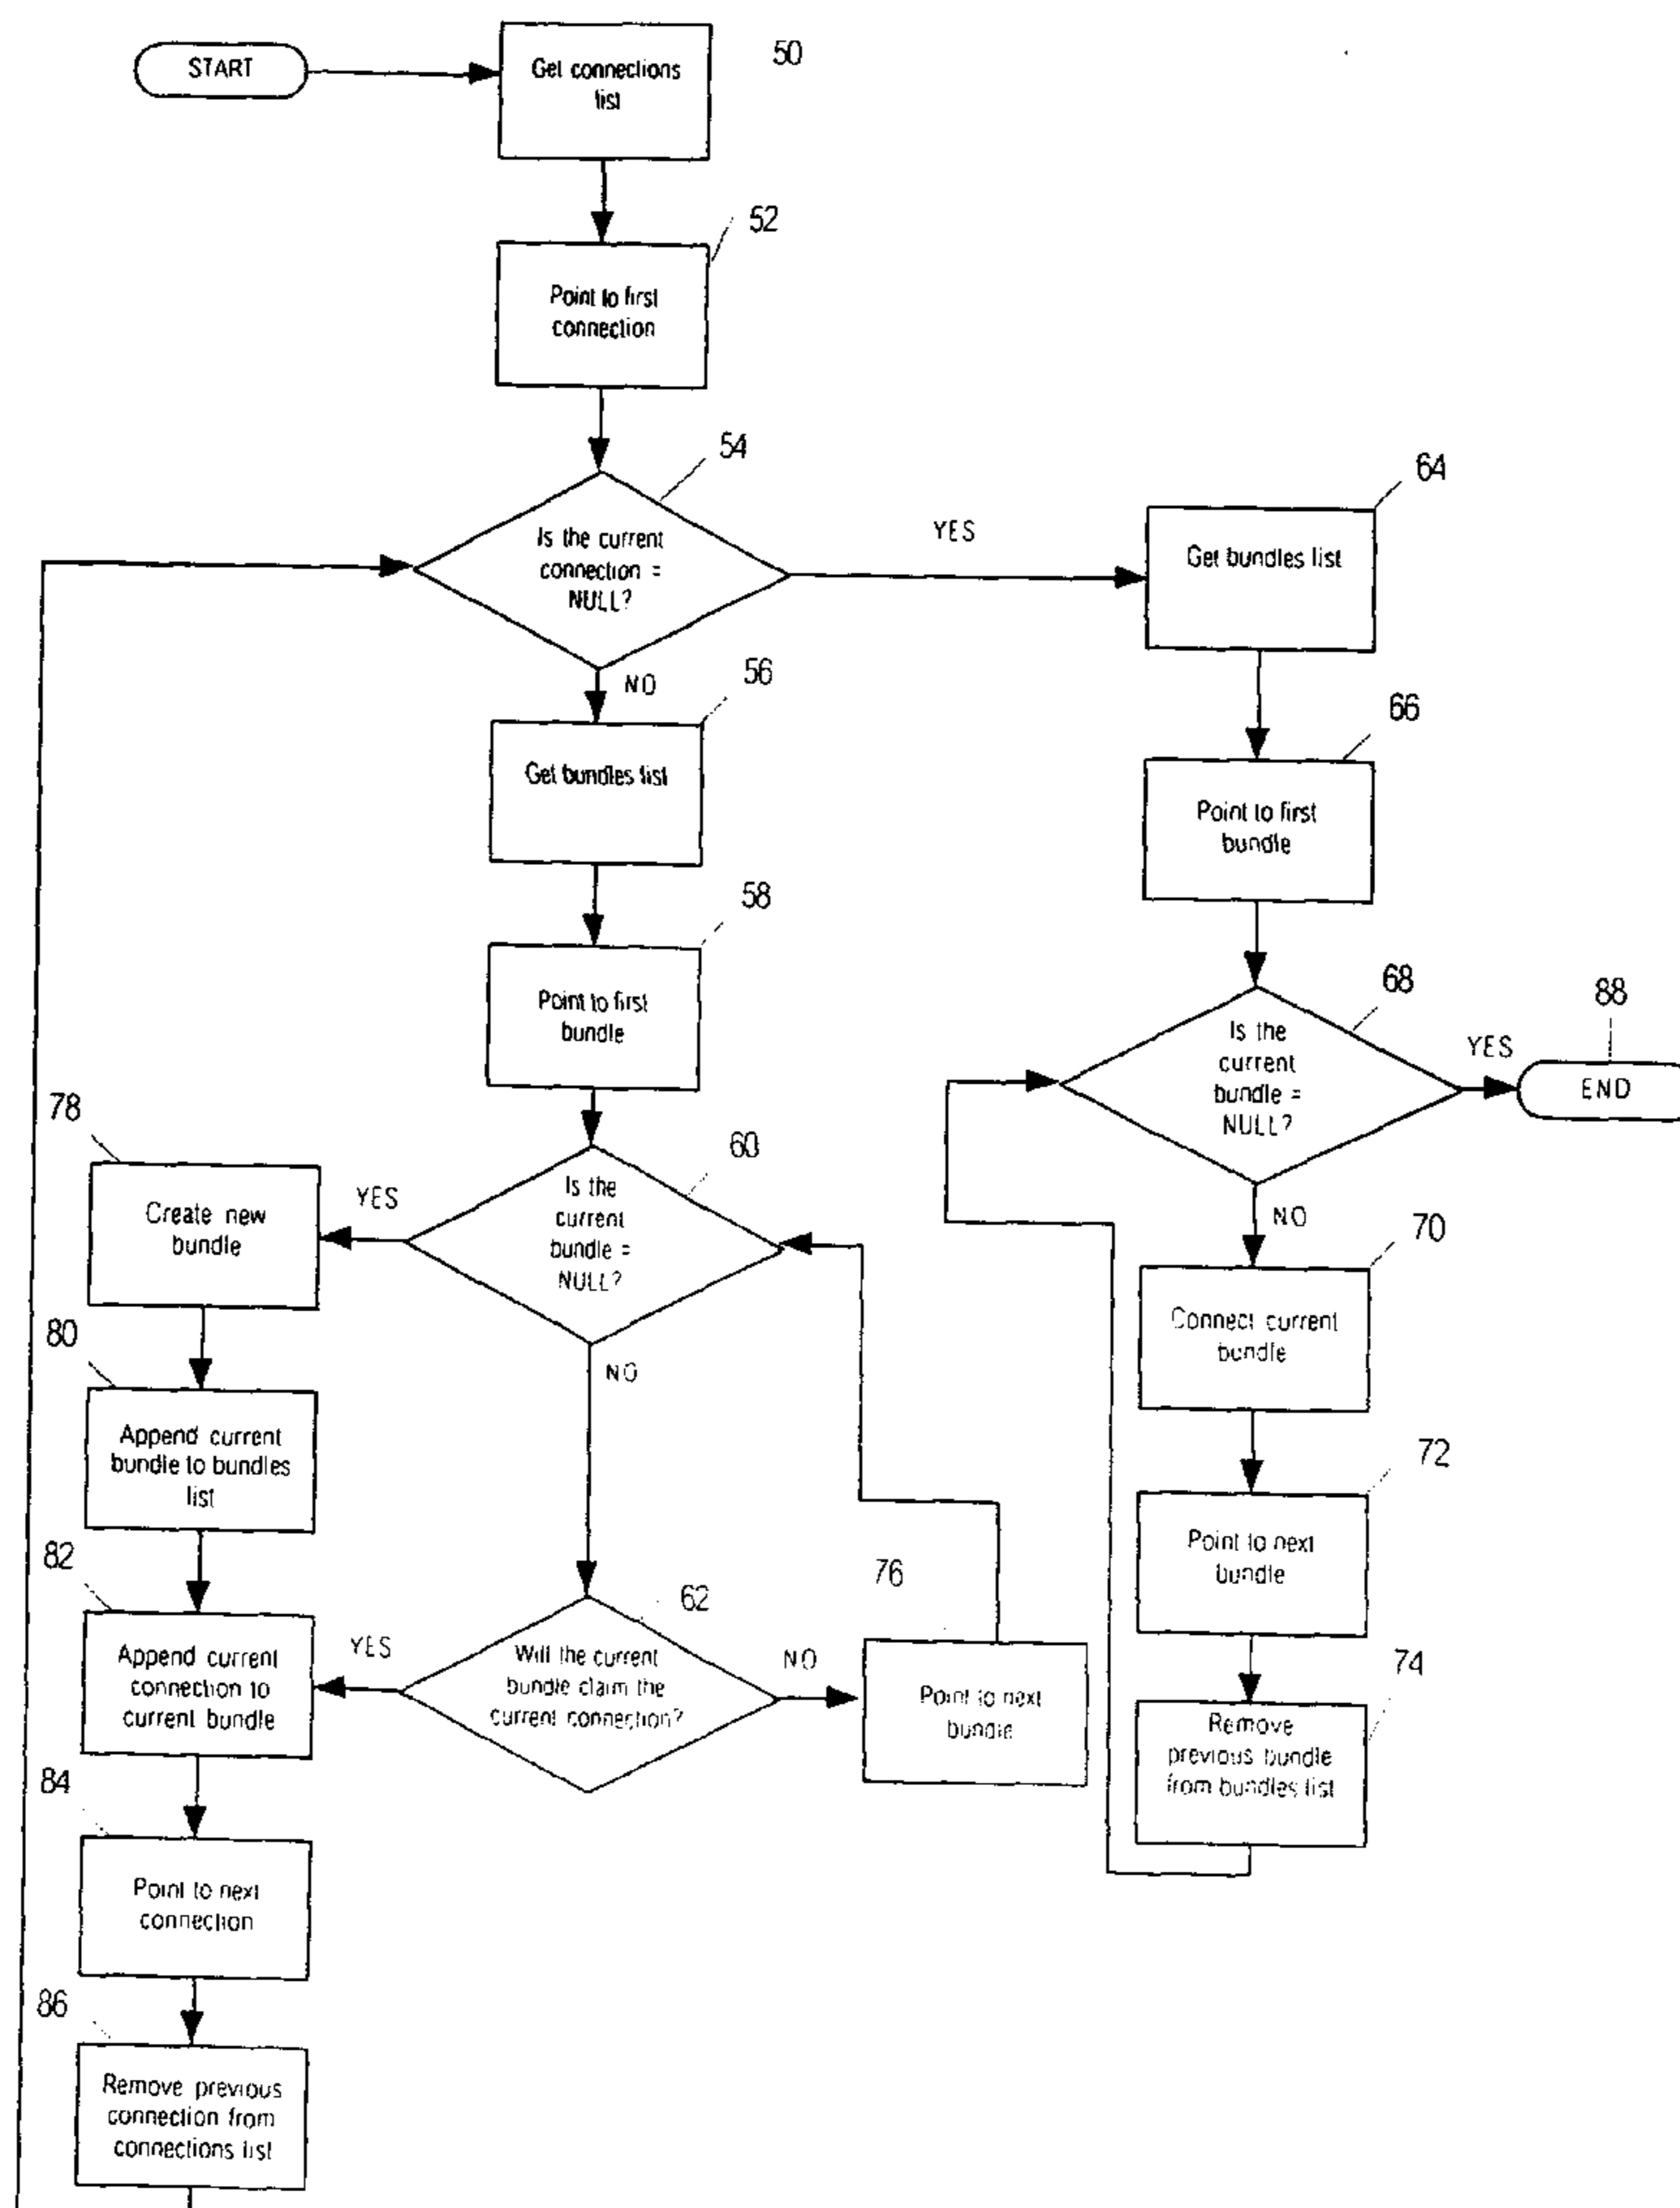 START
Get connections
list
50
Point to first
connection
52
Is the current
connection =
NULL?
54
YES
NO
Get bundles list
56
Point to first
bundle
58
Is the
current
bundle =
NULL?
60
YES
NO
Will the current
bundle claim the
current connection?
62
YES
NO
Point to next
bundle
76
78
Create new
bundle
80
Append current
bundle to bundles
list
82
Append current
connection to
current bundle
84
Point to next
connection
86
Remove previous
connection from
connections list
64
Get bundles list
66
Point to first
bundle
68
Is the
current
bundle =
NULL?
YES
88
END
NO
70
Connect current
bundle
72
Point to next
bundle
74
Remove
previous bundle
from bundles list